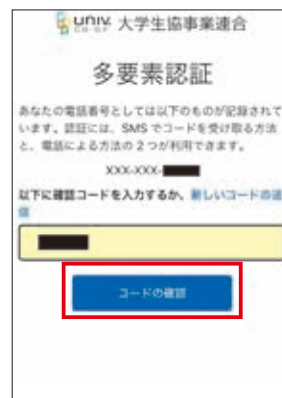 univ. 大学生協事業連合
CO-OP
多要素認証
あなたの電話番号としては以下のものが記録されて
います。認証には、SMS でコードを受け取る方法
と、電話による方法の 2 つが利用できます。
XXX-XXX-
以下に確認コードを入力するか、新しいコードの送
信
コードの確認